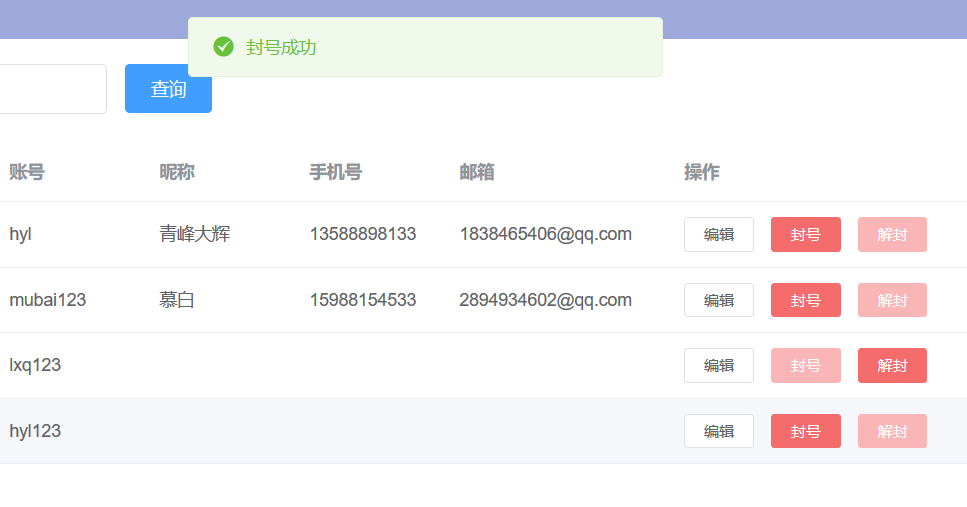 封号成功
查询
账号 昵称 手机号 邮箱 操作
hyl 青峰大辉 13588898133 1838465406@qq.com 编辑 封号 解封
mubai123 慕白 15988154533 2894934602@qq.com 编辑 封号 解封
lxq123 编辑 封号 解封
hyl123 编辑 封号 解封